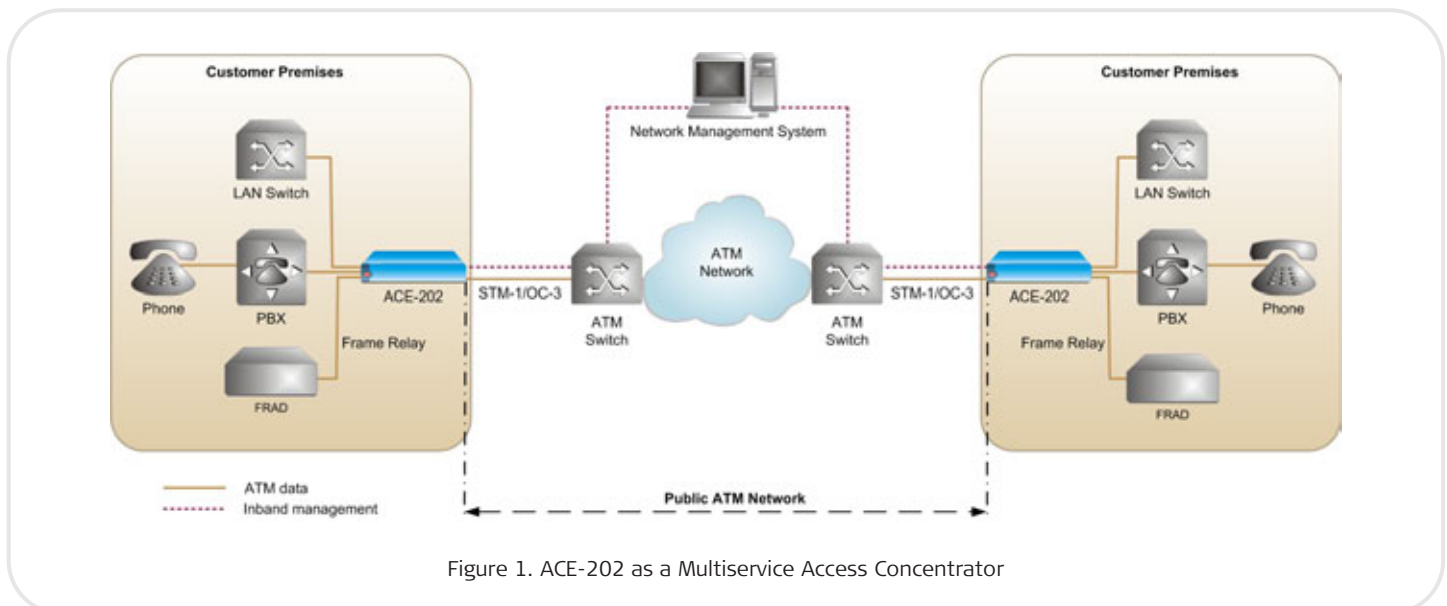 Customer Premises
LAN Switch
Phone
PBX
ACE-202
Frame Relay
FRAD
STM-1/OC-3
ATM
Switch
Network Management System
ATM
Network
ATM
Switch
STM-1/OC-3
Customer Premises
LAN Switch
ACE-202
PBX
Phone
Frame Relay
FRAD
ATM data
Inband management
Public ATM Network
Figure 1. ACE-202 as a Multiservice Access Concentrator